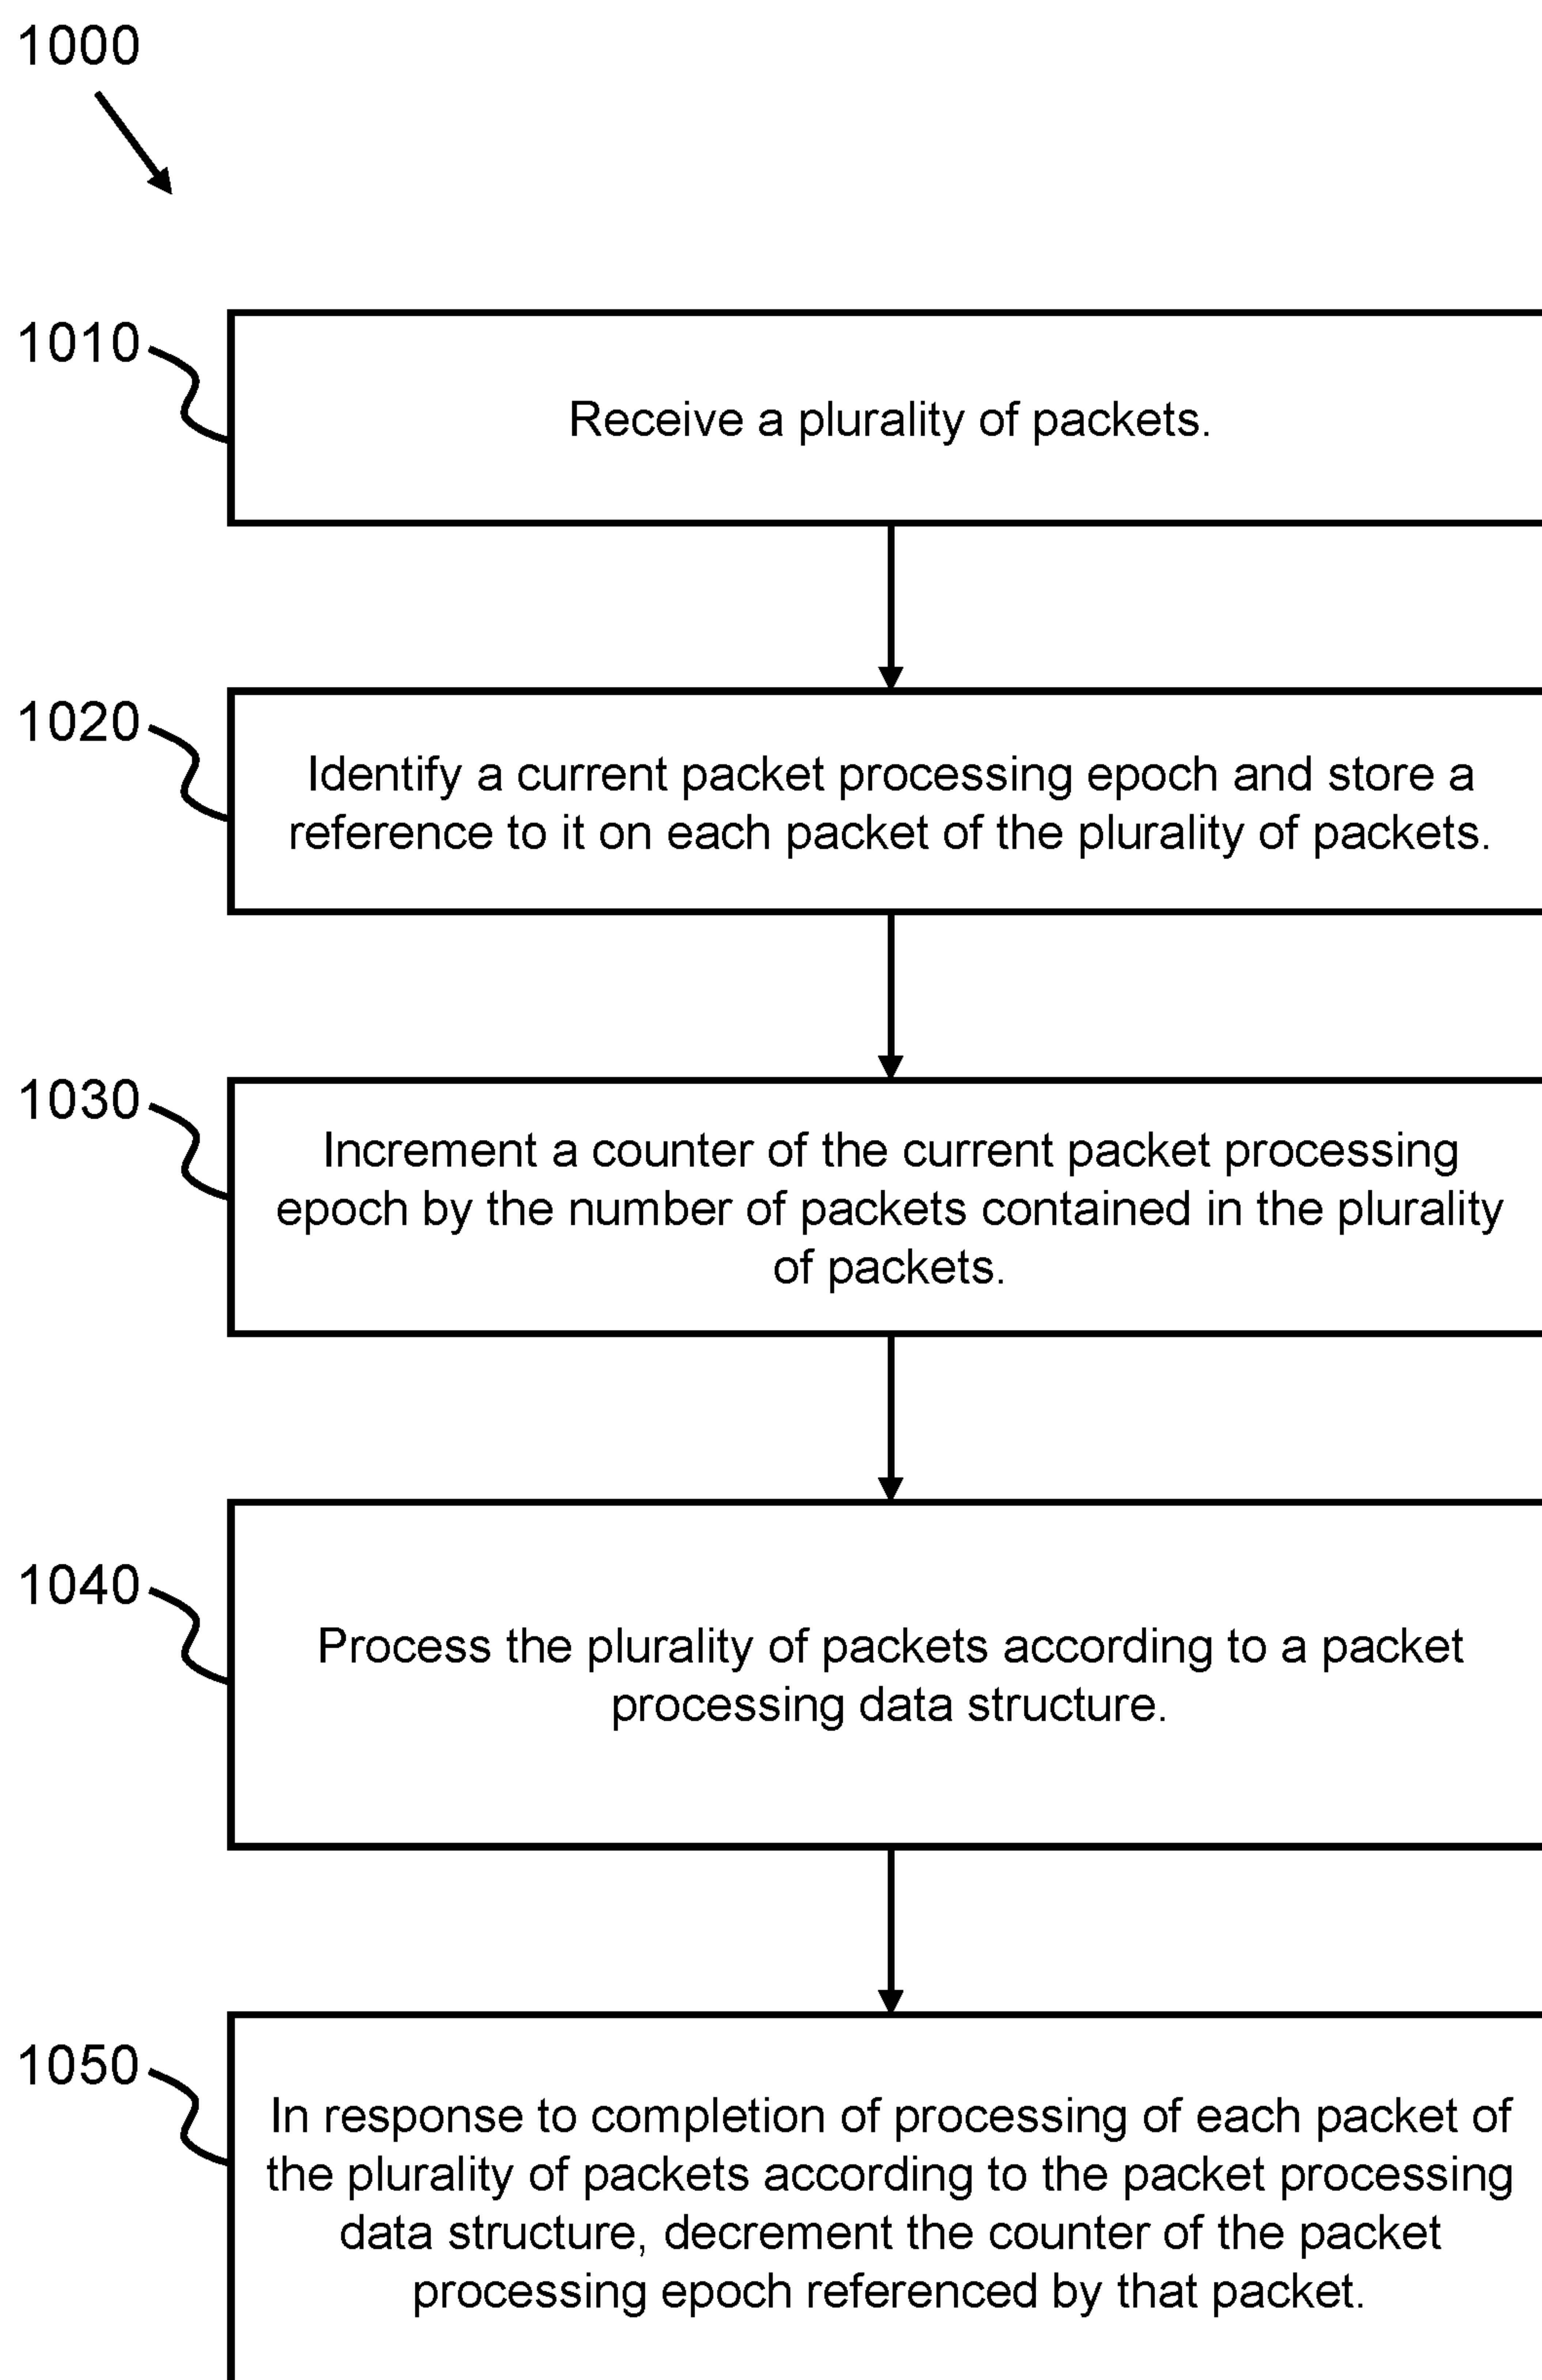 1000
1010
Receive a plurality of packets.
1020
Identify a current packet processing epoch and store a
reference to it on each packet of the plurality of packets.
1030
Increment a counter of the current packet processing
epoch by the number of packets contained in the plurality
of packets.
1040
Process the plurality of packets according to a packet
processing data structure.
1050
In response to completion of processing of each packet of
the plurality of packets according to the packet processing
data structure, decrement the counter of the packet
processing epoch referenced by that packet.